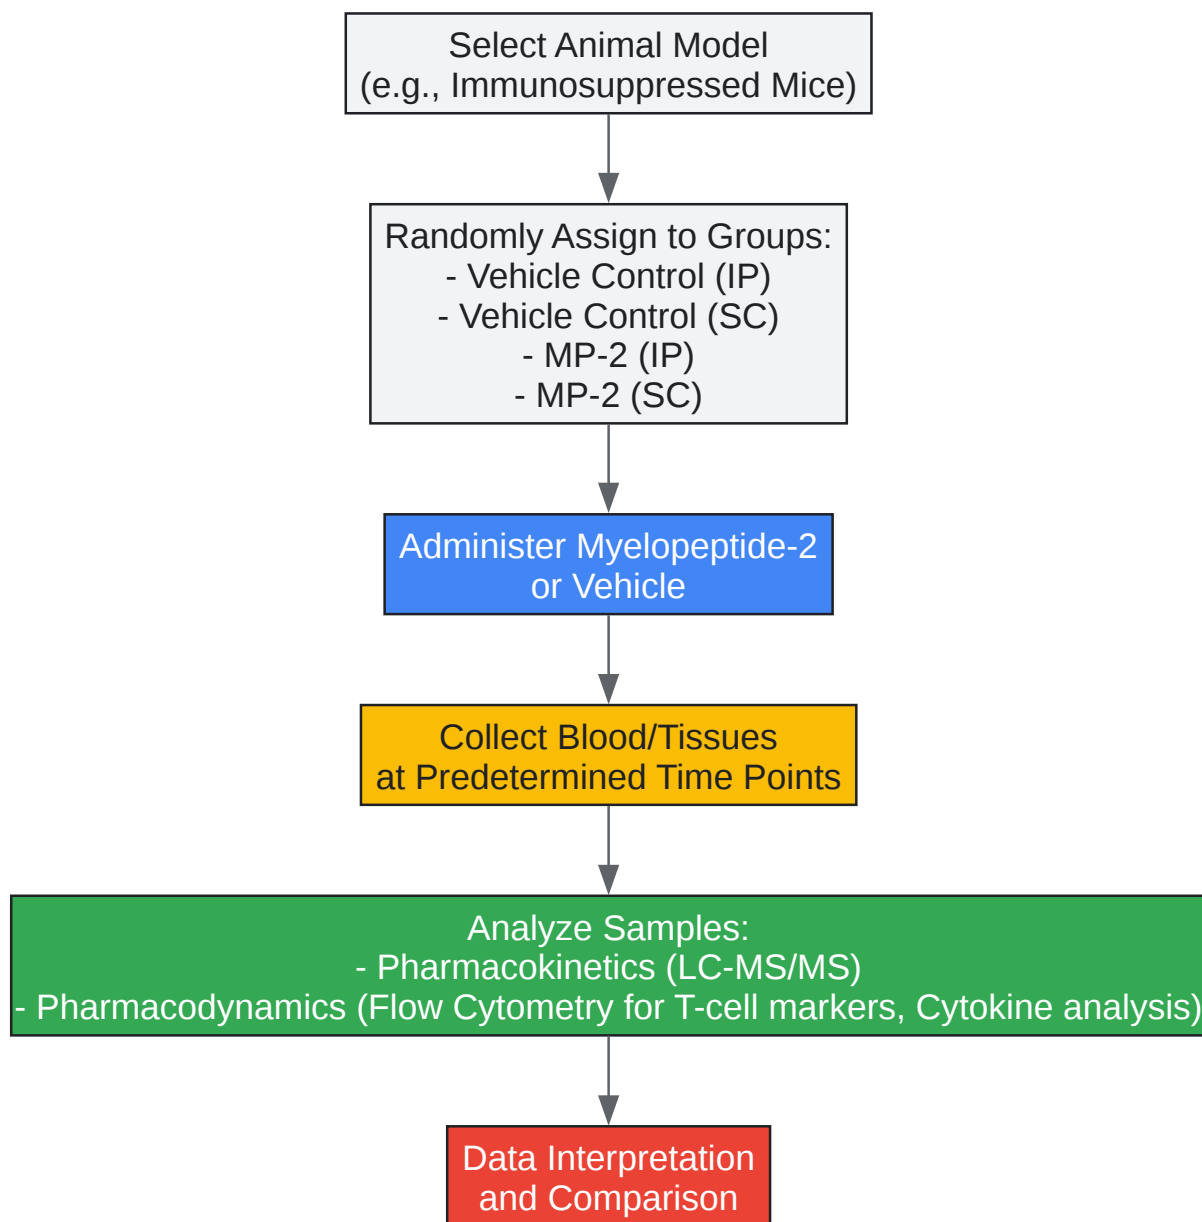 Select Animal Model
(e.g., Immunosuppressed Mice)
Randomly Assign to Groups:
- Vehicle Control (IP)
- Vehicle Control (SC)
- MP-2 (IP)
- MP-2 (SC)
Administer Myelopeptide-2
or Vehicle
Collect Blood/Tissues
at Predetermined Time Points
Analyze Samples:
- Pharmacokinetics (LC-MS/MS)
- Pharmacodynamics (Flow Cytometry for T-cell markers, Cytokine analysis)
Data Interpretation
and Comparison